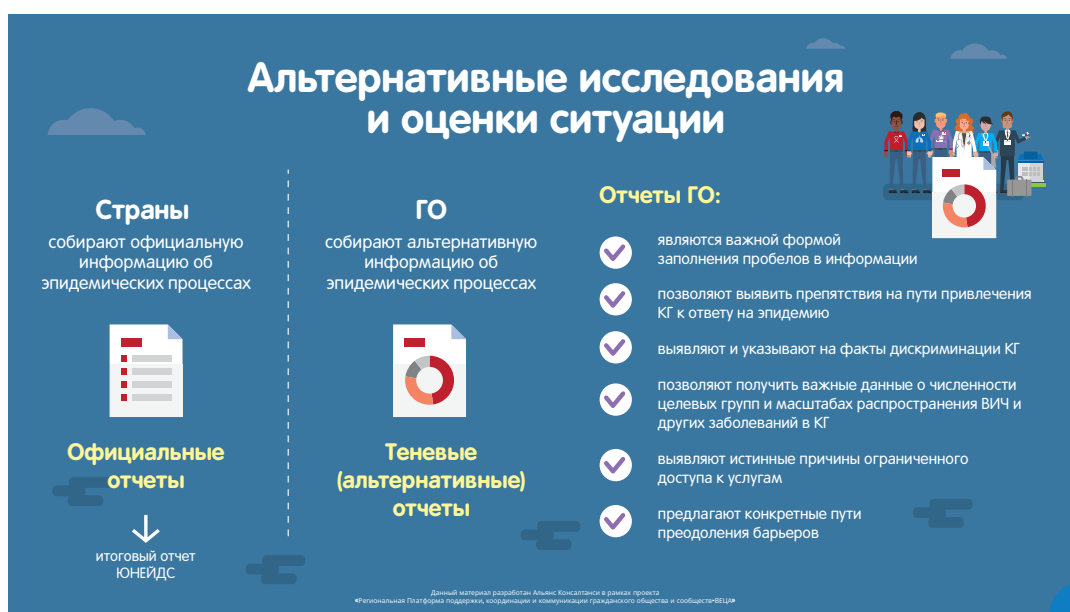 Альтернативные исследования
и оценки ситуации
Страны
собирают официальную
информацию об
эпидемических процессах
Официальные
отчеты
итоговый отчет
ЮНЕЙДС
ГО
собирают альтернативную
информацию об
эпидемических процессах
Теневые
(альтернативные)
отчеты
Отчеты ГО:
являются важной формой
заполнения пробелов в информации
позволяют выявить препятствия на пути привлечения
КГ к ответу на эпидемию
выявляют и указывают на факты дискриминации КГ
позволяют получить важные данные о численности
целевых групп и масштабах распространения ВИЧ и
других заболеваний в КГ
выявляют истинные причины ограниченного
доступа к услугам
предлагают конкретные пути
преодоления барьеров
Данный материал разработан Альянс Консалтанси в рамках проекта
«Региональная Платформа поддержки, координации и коммуникации гражданского общества и сообществ•ВЕЦА»